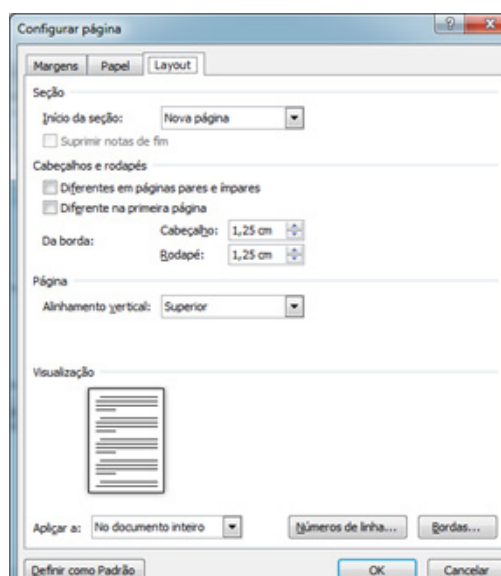 Configurar página
Margens Papel Layout
Seção
Início da seção: Nova página
Suprimir notas de fim
Cabeçalhos e rodapés
Diferentes em páginas pares e ímpares
Diferente na primeira página
Da borda: Cabeçalho: 1,25 cm
Rodapé: 1,25 cm
Página
Alinhamento vertical: Superior
Visualização
Aplicar a: No documento inteiro Números de linha... Bordas...
Definir como Padrão OK Cancelar